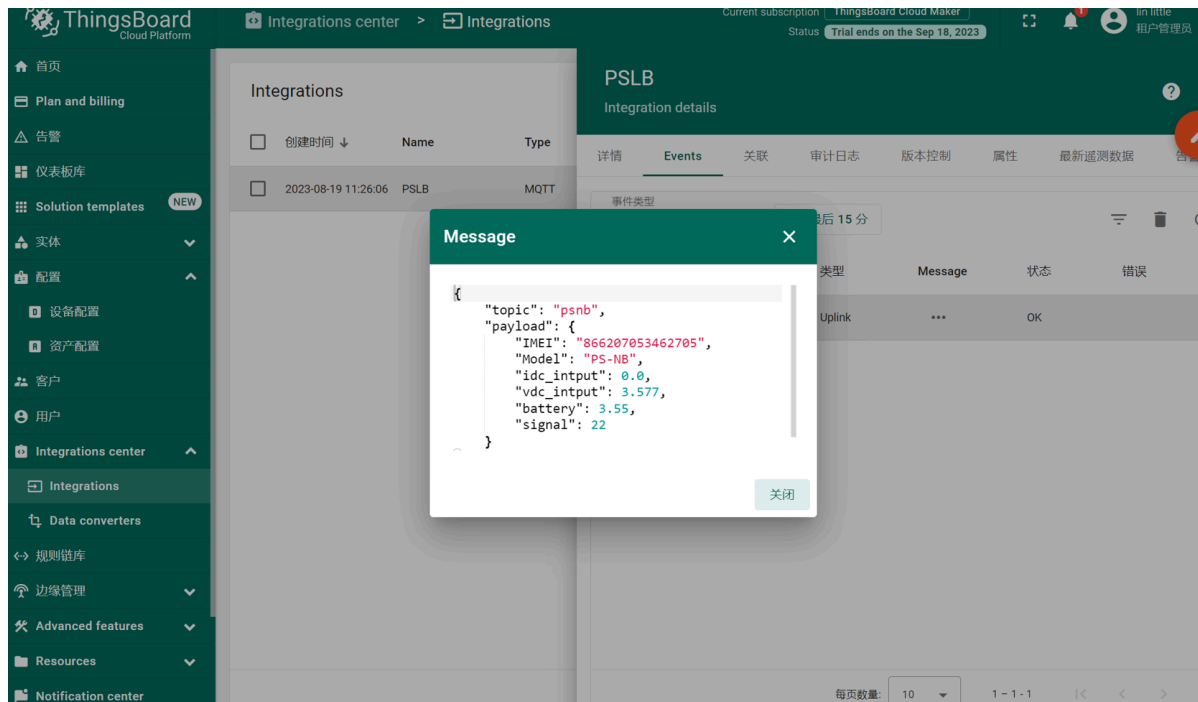 ThingsBoard
Cloud Platform
Integrations center > Integrations
Current subscription ThingsBoard Cloud Maker
Status Trial ends on the Sep 18, 2023
1
lin little
租户管理员
首页
Plan and billing
告警
仪表板库
Solution templates NEW
实体
配置
设备配置
资产配置
客户
用户
Integrations center
Integrations
Data converters
规则链库
边缘管理
Advanced features
Resources
Notification center
Integrations
创建时间 Name Type
2023-08-19 11:26:06 PSLB MQTT
PSLB
Integration details
详情 Events 关联 审计日志 版本控制 属性 最新遥测数据
事件类型
后 15 分
类型 Message 状态 错误
Uplink ••• OK
Message
{
"topic": "psnb",
"payload": {
"IMEI": "866207053462705",
"Model": "PS-NB",
"idc_intput": 0.0,
"vdc_intput": 3.577,
"battery": 3.55,
"signal": 22
}
关闭
每页数量: 10 1 – 1 - 1